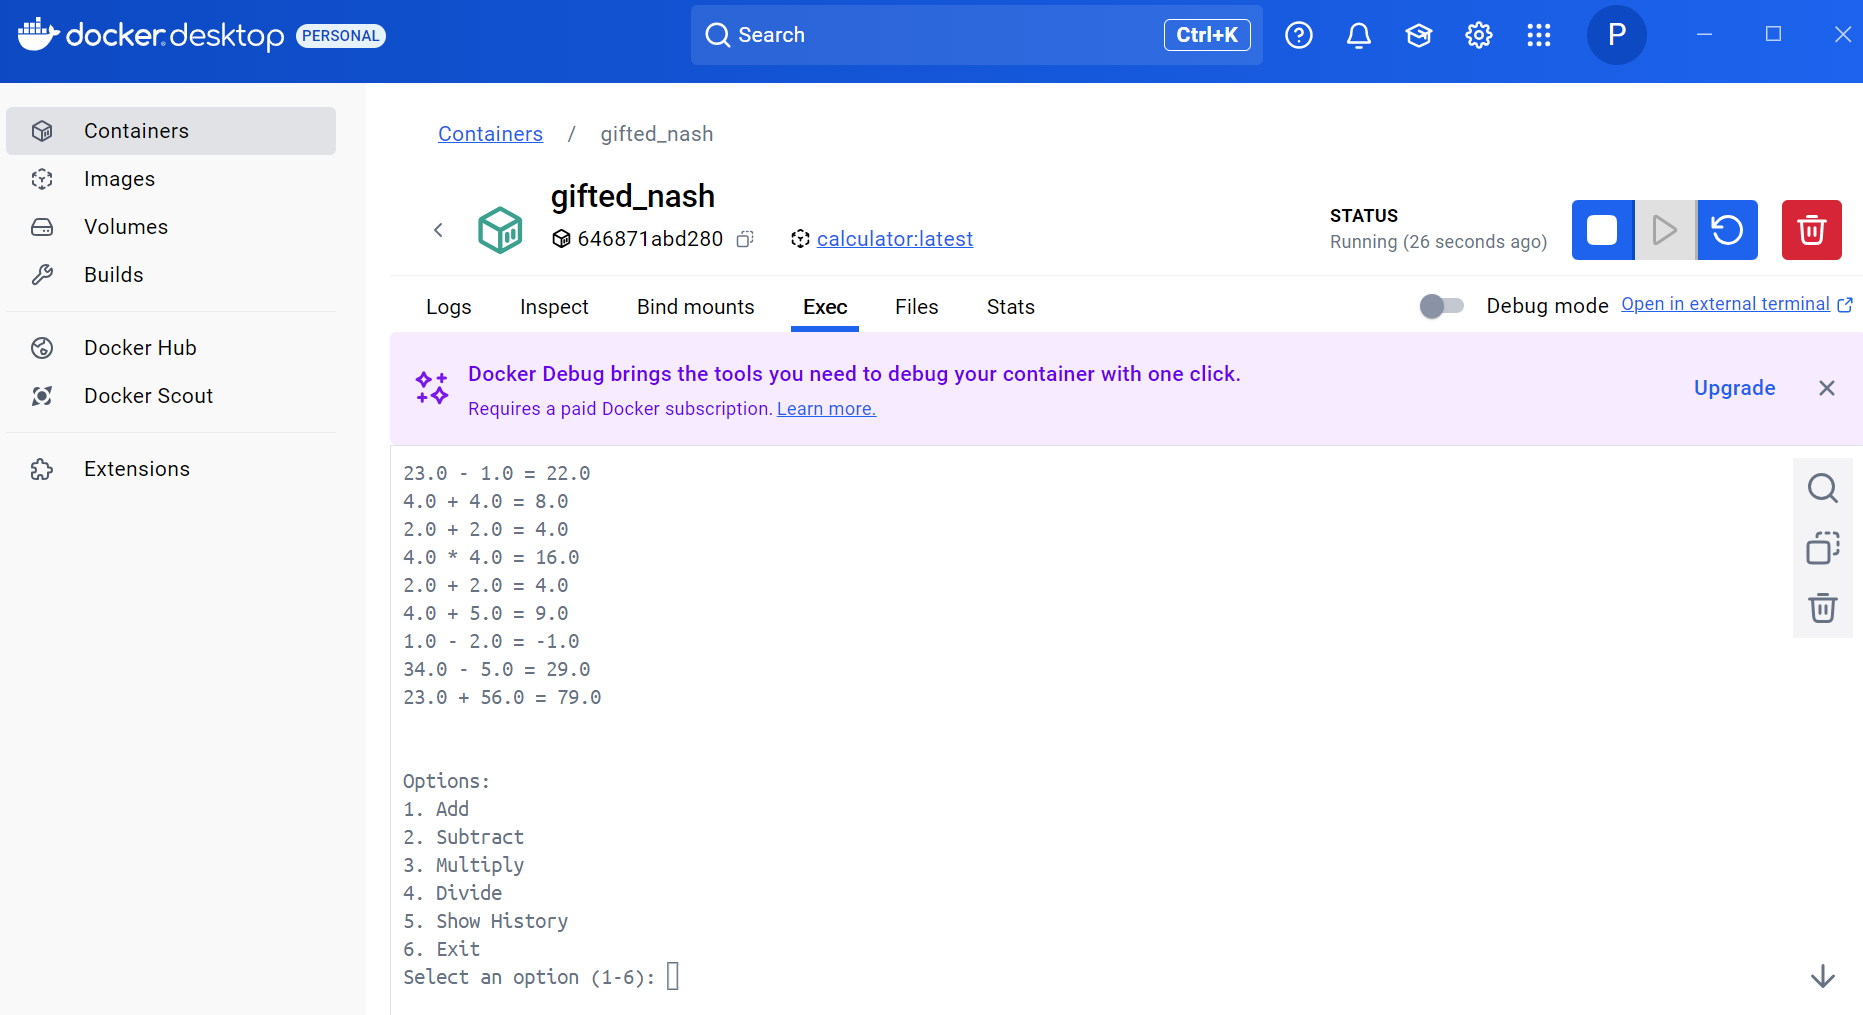 docker desktop PERSONAL
Search Ctrl+K
P
Containers
Images
Volumes
Builds
Docker Hub
Docker Scout
Extensions
Containers / gifted_nash
gifted_nash
646871abd280 calculator:latest
STATUS
Running (26 seconds ago)
Logs Inspect Bind mounts Exec Files Stats
Debug mode Open in external terminal
Docker Debug brings the tools you need to debug your container with one click.
Requires a paid Docker subscription. Learn more.
Upgrade
23.0 - 1.0 = 22.0
4.0 + 4.0 = 8.0
2.0 + 2.0 = 4.0
4.0 * 4.0 = 16.0
2.0 + 2.0 = 4.0
4.0 + 5.0 = 9.0
1.0 - 2.0 = -1.0
34.0 - 5.0 = 29.0
23.0 + 56.0 = 79.0
Options:
1. Add
2. Subtract
3. Multiply
4. Divide
5. Show History
6. Exit
Select an option (1-6):